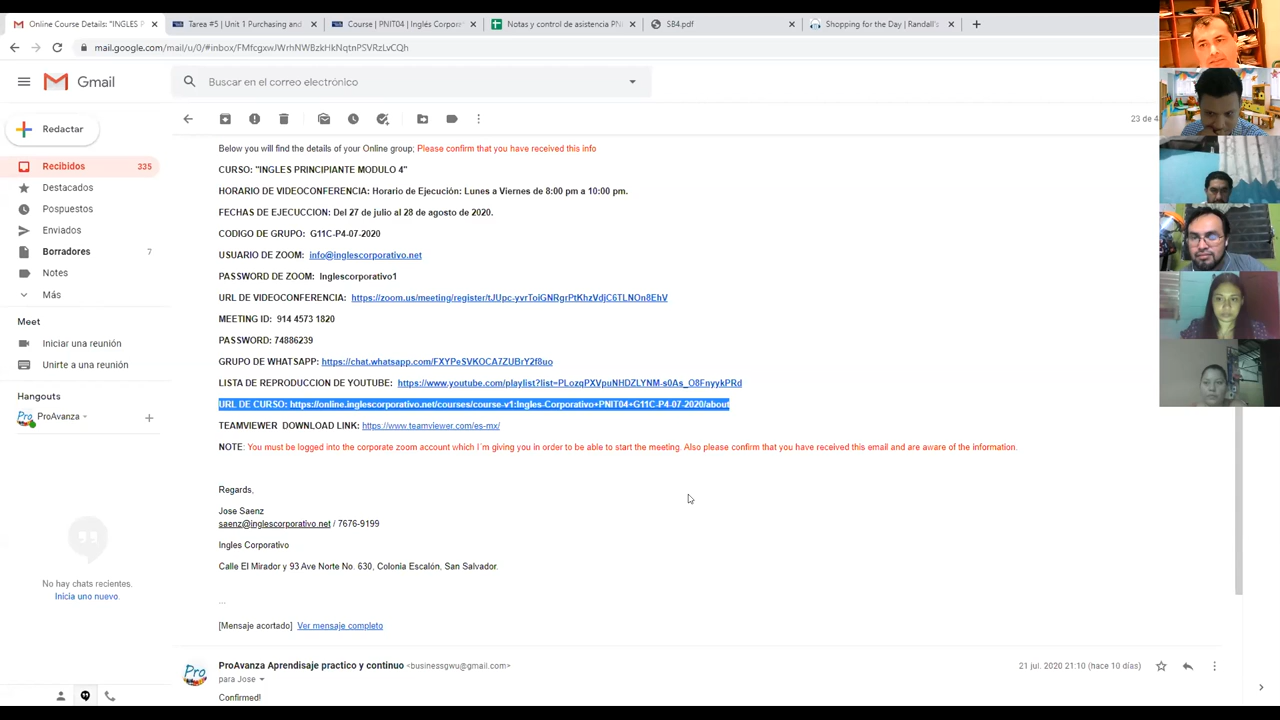 Online Course Details: "INGLES P
Tarea #5 | Unit 1 Purchasing and
Course | PNIT04 | Inglés Corpora
Notas y control de asistencia PNI
S84.pdf
Shopping for the Day | Randall's
mail.google.com/mail/u/0/#inbox/FMfcgxwJWrhNWBzkHkNqtnPSVRzLvCQh
Gmail
Buscar en el correo electrónico
Redactar
23 de 4
Recibidos 335
Destacados
Pospuestos
Enviados
Borradores 7
Notes
Más
Meet
Iniciar una reunión
Unirte a una reunión
Hangouts
Pro ProAvanza
No hay chats recientes.
Inicia uno nuevo.
Below you will find the details of your Online group; Please confirm that you have received this info
CURSO: "INGLES PRINCIPIANTE MODULO 4"
HORARIO DE VIDEOCONFERENCIA: Horario de Ejecución: Lunes a Viernes de 8:00 pm a 10:00 pm.
FECHAS DE EJECUCION: Del 27 de julio al 28 de agosto de 2020.
CODIGO DE GRUPO: G11C-P4-07-2020
USUARIO DE ZOOM: info@inglescorporativo.net
PASSWORD DE ZOOM: Inglescorporativo1
URL DE VIDEOCONFERENCIA: https://zoom.us/meeting/register/tJUpc-yvrToiGNRgrPtKhzVdjC6TLNOn8EhV
MEETING ID: 914 4573 1820
PASSWORD: 74886239
GRUPO DE WHATSAPP: https://chat.whatsapp.com/FXYPeSVKOCA7ZUBrY2f8uo
LISTA DE REPRODUCCION DE YOUTUBE: https://www.youtube.com/playlist?list=PLozqPXVpuNHDZLYNM-s0As_O8FnyykPRd
URL DE CURSO: https://online.inglescorporativo.net/courses/course-v1:Ingles-Corporativo+PNIT04+G11C-P4-07-2020/about
TEAMVIEWER DOWNLOAD LINK: https://www.teamviewer.com/es-mx/
NOTE: You must be logged into the corporate zoom account which I´m giving you in order to be able to start the meeting. Also please confirm that you have received this email and are aware of the information.
Regards,
Jose Saenz
saenz@inglescorporativo.net / 7676-9199
Ingles Corporativo
Calle El Mirador y 93 Ave Norte No. 630, Colonia Escalón, San Salvador.
...
[Mensaje acortado] Ver mensaje completo
Pro ProAvanza Aprendisaje practico y continuo <businessgwu@gmail.com>
21 jul. 2020 21:10 (hace 10 días)
para Jose
Confirmed!